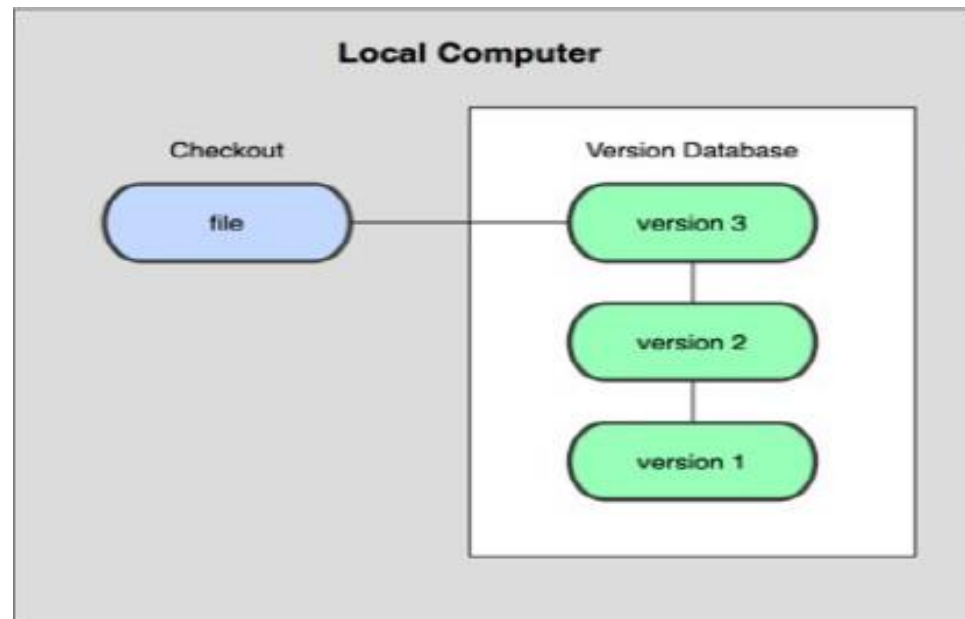 Local Computer
Checkout
Version Database
file
version 3
version 2
version 1